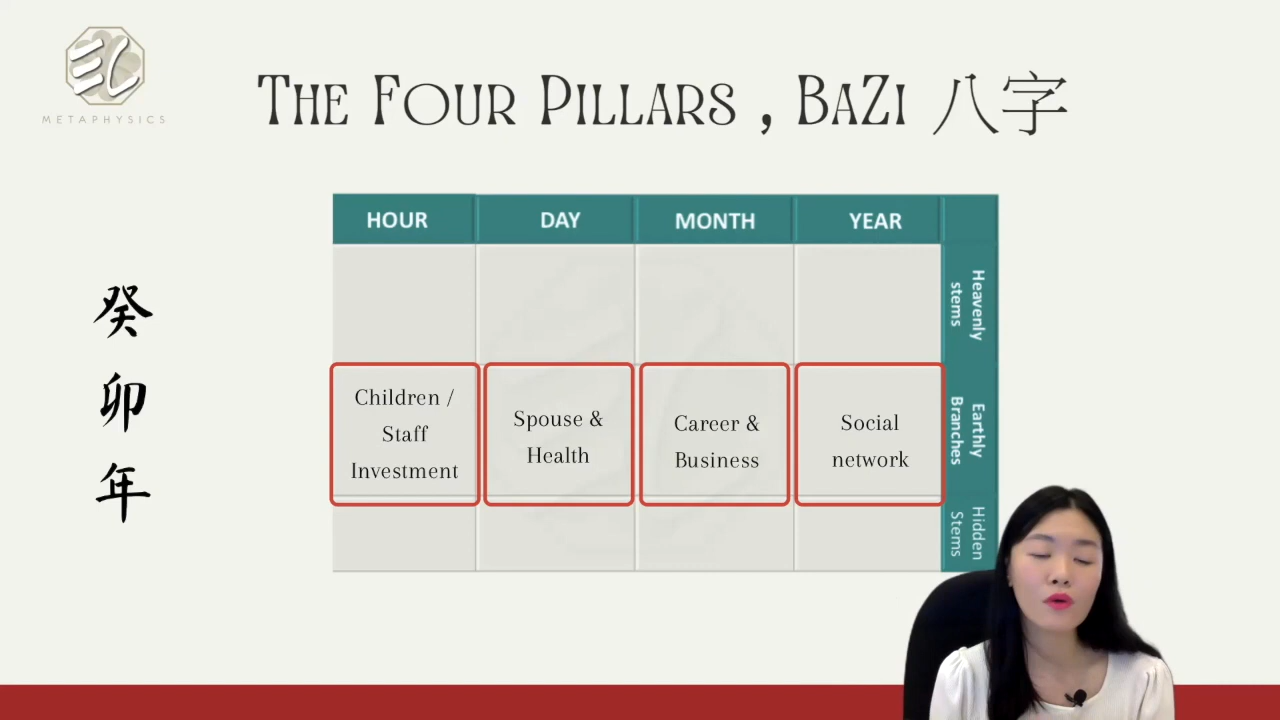 METAPHYSICS
THE FOUR PILLARS , BAZI 八字
癸
卯
年
HOUR DAY MONTH YEAR
Heavenly
stems
Children /
Staff
Investment
Spouse &
Health
Career &
Business
Social
network
Earthly
Branches
Hidden
Stems